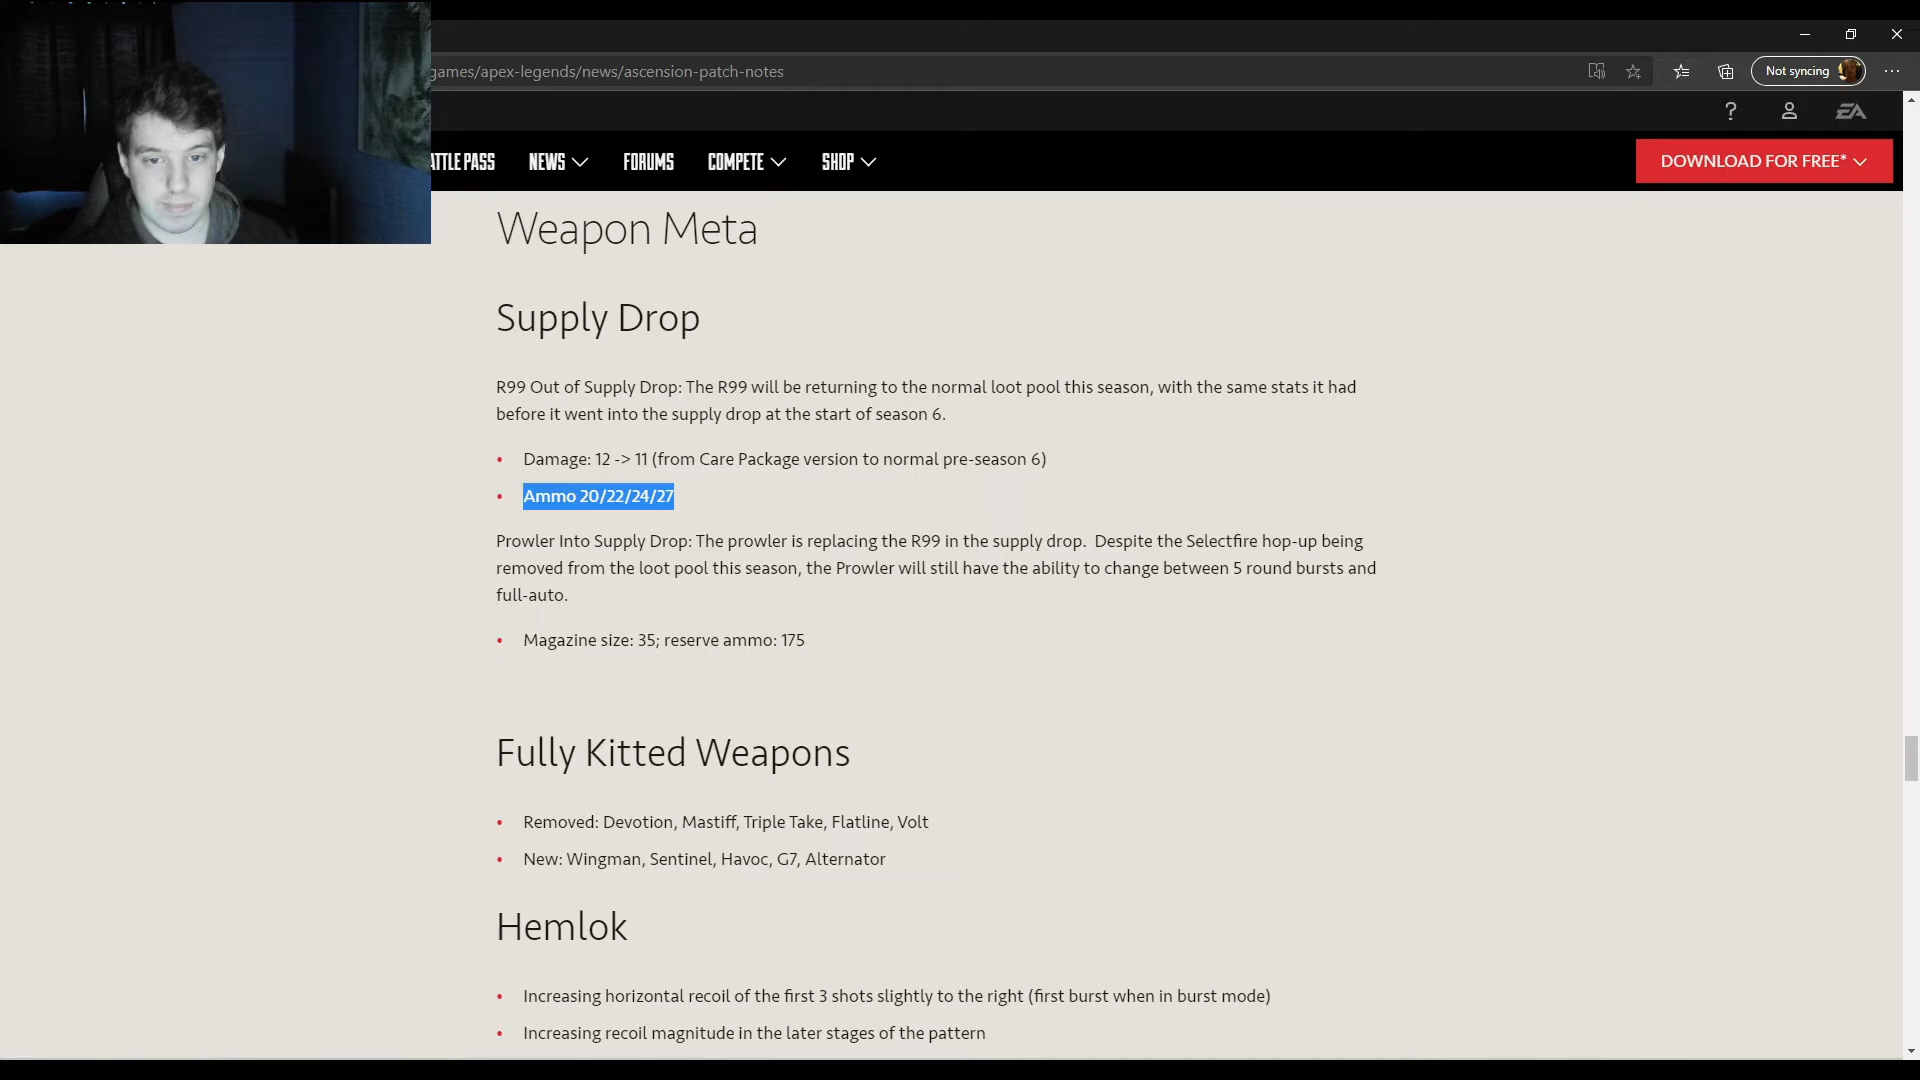 games/apex-legends/news/ascension-patch-notes
Not syncing
EA
ATTLE PASS
NEWS
FORUMS
COMPETE
SHOP
DOWNLOAD FOR FREE*
Weapon Meta
Supply Drop
R99 Out of Supply Drop: The R99 will be returning to the normal loot pool this season, with the same stats it had
before it went into the supply drop at the start of season 6.
• Damage: 12 -> 11 (from Care Package version to normal pre-season 6)
• Ammo 20/22/24/27
Prowler Into Supply Drop: The prowler is replacing the R99 in the supply drop. Despite the Selectfire hop-up being
removed from the loot pool this season, the Prowler will still have the ability to change between 5 round bursts and
full-auto.
• Magazine size: 35; reserve ammo: 175
Fully Kitted Weapons
• Removed: Devotion, Mastiff, Triple Take, Flatline, Volt
• New: Wingman, Sentinel, Havoc, G7, Alternator
Hemlok
• Increasing horizontal recoil of the first 3 shots slightly to the right (first burst when in burst mode)
• Increasing recoil magnitude in the later stages of the pattern